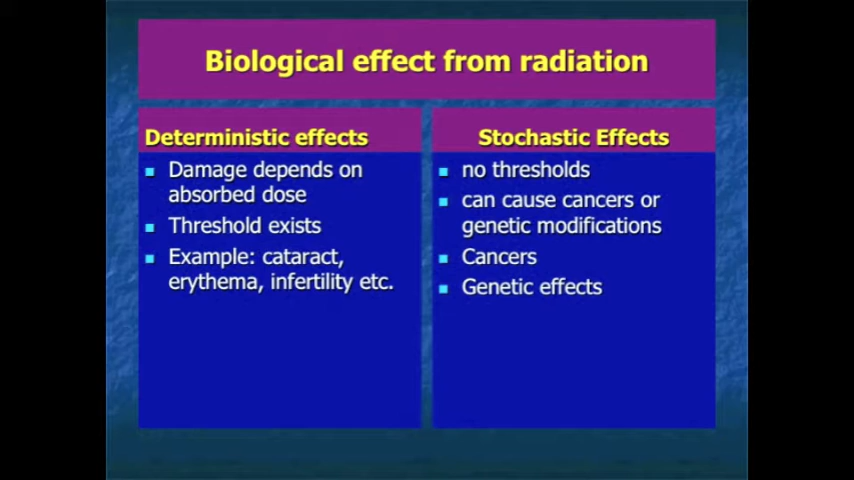 Biological effect from radiation
Deterministic effects
Damage depends on
absorbed dose
Threshold exists
Example: cataract,
erythema, infertility etc.
Stochastic Effects
no thresholds
can cause cancers or
genetic modifications
Cancers
Genetic effects